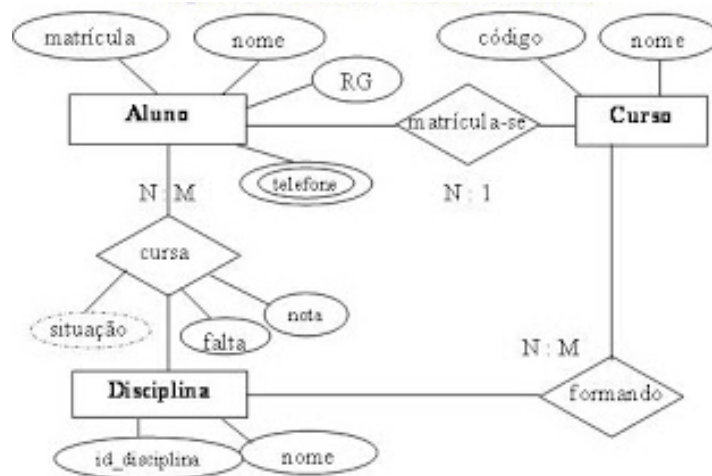 matrícula
nome
código
nome
RG
Aluno
matrícula-se
Curso
telefone
N : M
N : 1
cursa
situação
falta
nota
N : M
Disciplina
formando
id_disciplina
nome